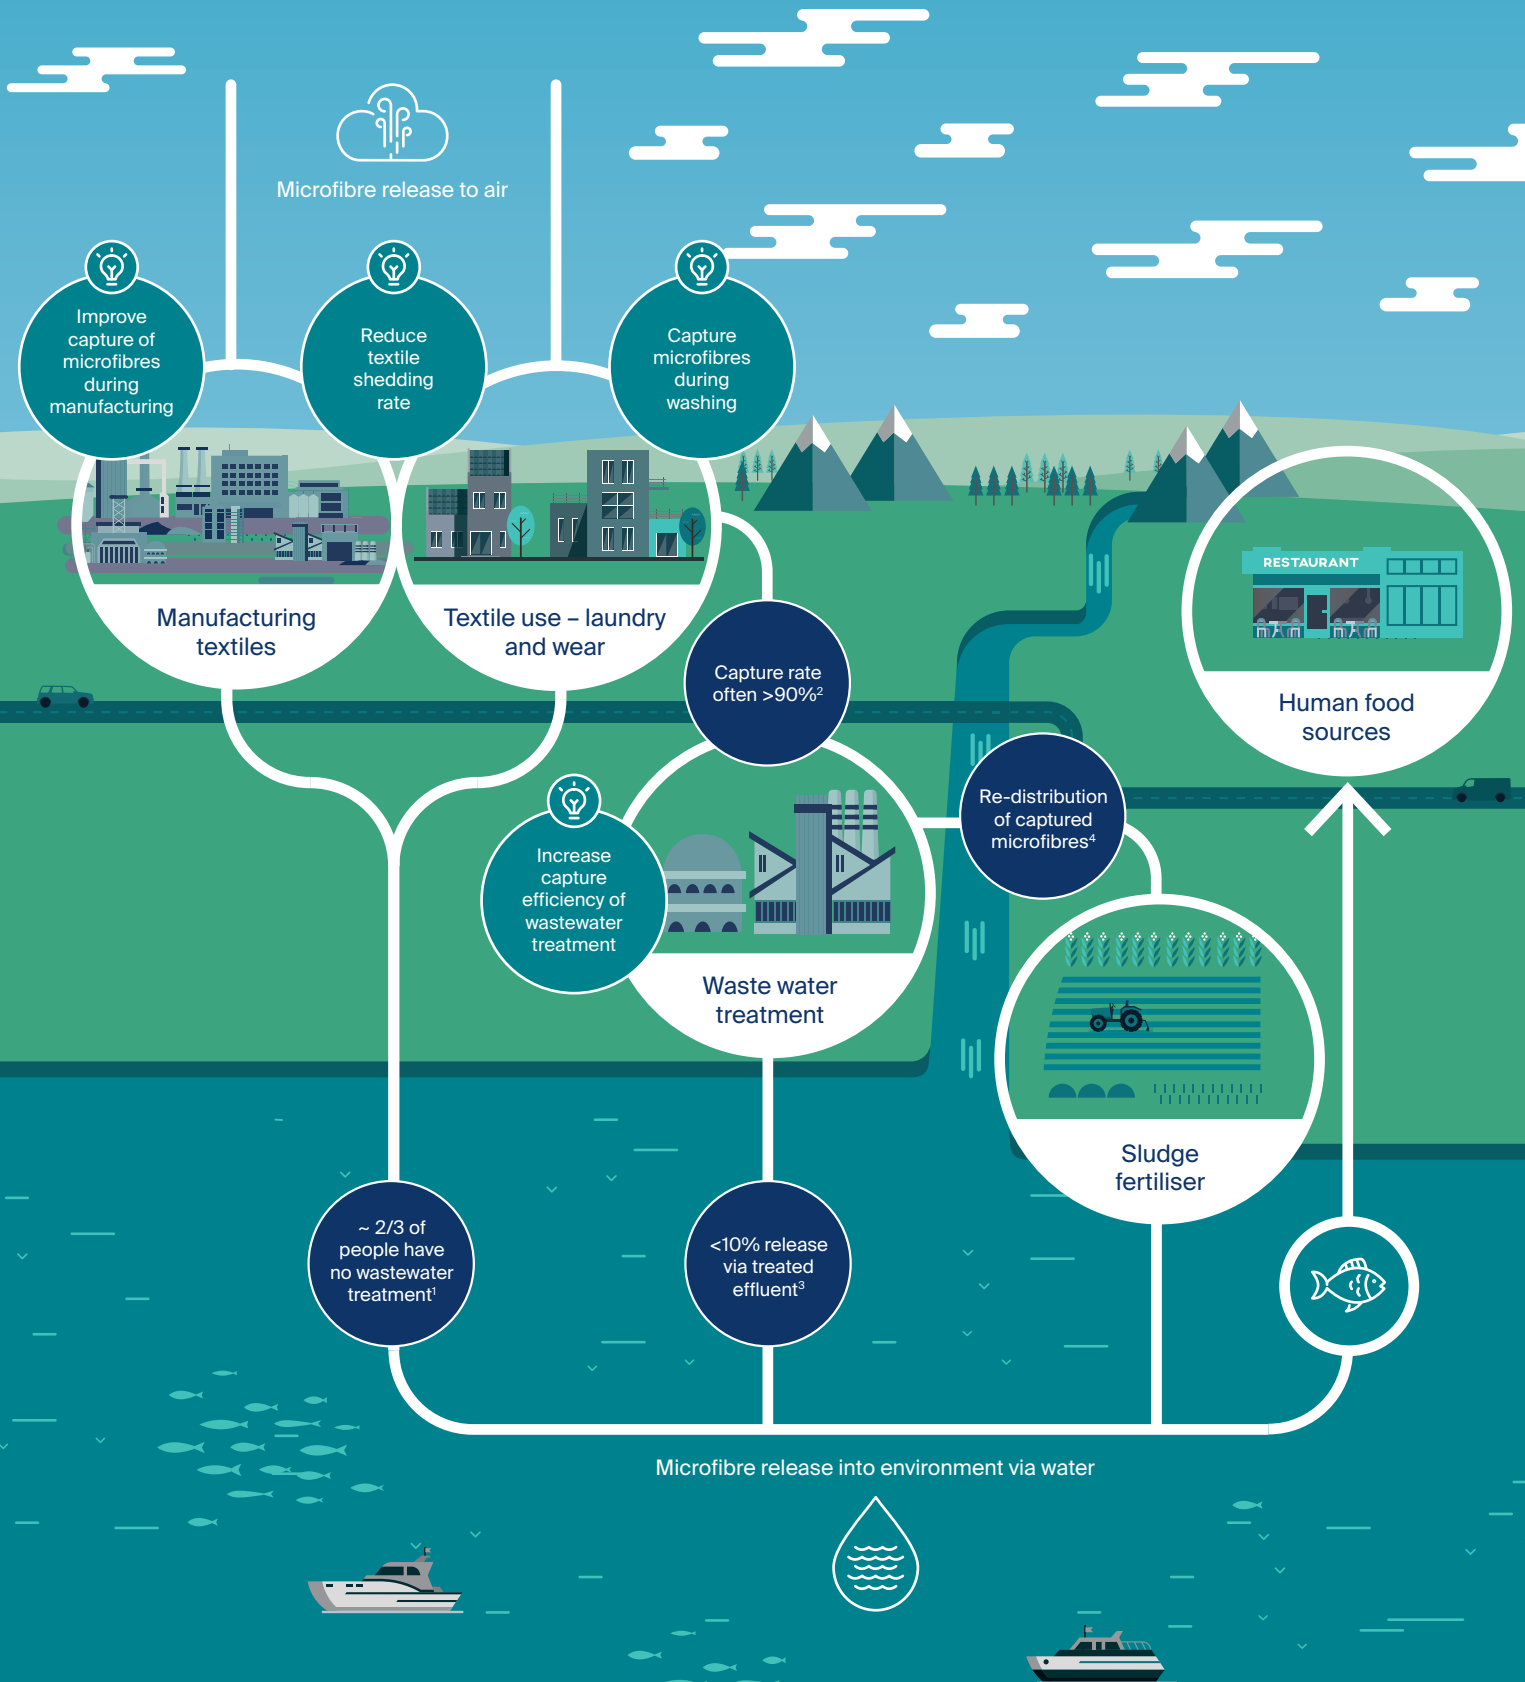 Microfibre release to air
Improve
capture of
microfibres
during
manufacturing
Reduce
textile
shedding
rate
Capture
microfibres
during
washing
Manufacturing
textiles
Textile use – laundry
and wear
RESTAURANT
Human food
sources
Capture rate
often >90%²
Re-distribution
of captured
microfibres⁴
Increase
capture
efficiency of
wastewater
treatment
Waste water
treatment
Sludge
fertiliser
~ 2/3 of
people have
no wastewater
treatment¹
<10% release
via treated
effluent³
Microfibre release into environment via water